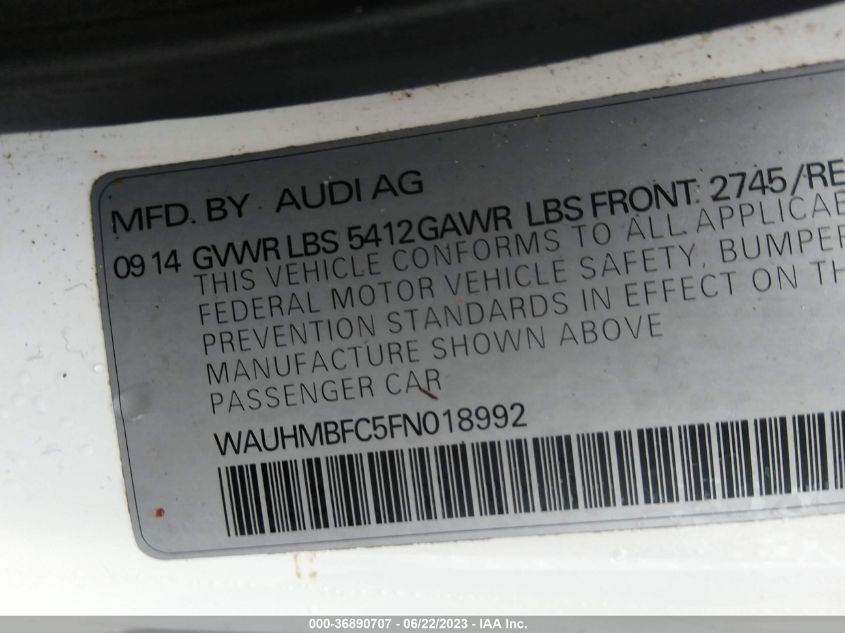 MFD. BY AUDI AG
09 14 GVWR LBS 5412 GAWR LBS FRONT: 2745/RE
THIS VEHICLE CONFORMS TO ALL APPLICAB
FEDERAL MOTOR VEHICLE SAFETY, BUMPER
PREVENTION STANDARDS IN EFFECT ON TH
MANUFACTURE SHOWN ABOVE
PASSENGER CAR
WAUHMBFC5FN018992
000-36890707 - 06/22/2023 - IAA Inc.